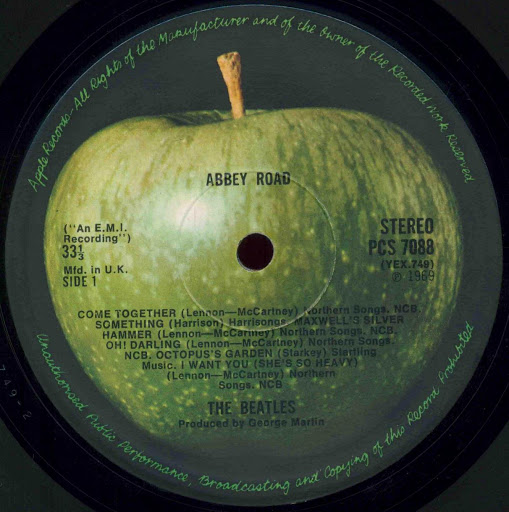 Apple Records-All Rights of the Manufacturer and of the Owner of the Recorded Work Reserved
ABBEY ROAD
("An E.M.I.
Recording")
33⅓
Mfd. in U.K.
SIDE 1
STEREO
PCS 7088
(YEX.749)
℗ 1969
COME TOGETHER (Lennon—McCartney) Northern Songs, NCB.
SOMETHING (Harrison) Harrisongs. MAXWELL'S SILVER
HAMMER (Lennon—McCartney) Northern Songs, NCB.
OH! DARLING (Lennon—McCartney) Northern Songs,
NCB. OCTOPUS'S GARDEN (Starkey) Startling
Music. I WANT YOU (SHE'S SO HEAVY)
(Lennon—McCartney) Northern
Songs. NCB
THE BEATLES
Produced by George Martin
Unauthorised Public Performance, Broadcasting and Copying of this Record Prohibited
749-2